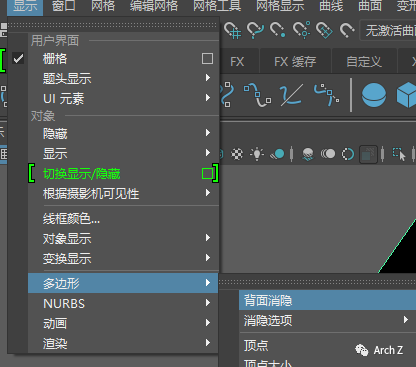 显示 窗口 网格 编辑网格 网格工具 网格显示 曲线 曲面
无激活曲面
FX FX 缓存 自定义
用户界面
栅格
题头显示
UI 元素
对象
隐藏
显示
切换显示/隐藏
根据摄影机可见性
线框颜色...
对象显示
变换显示
多边形
NURBS
动画
渲染
背面消隐
消隐选项
顶点
顶点大小
Arch Z